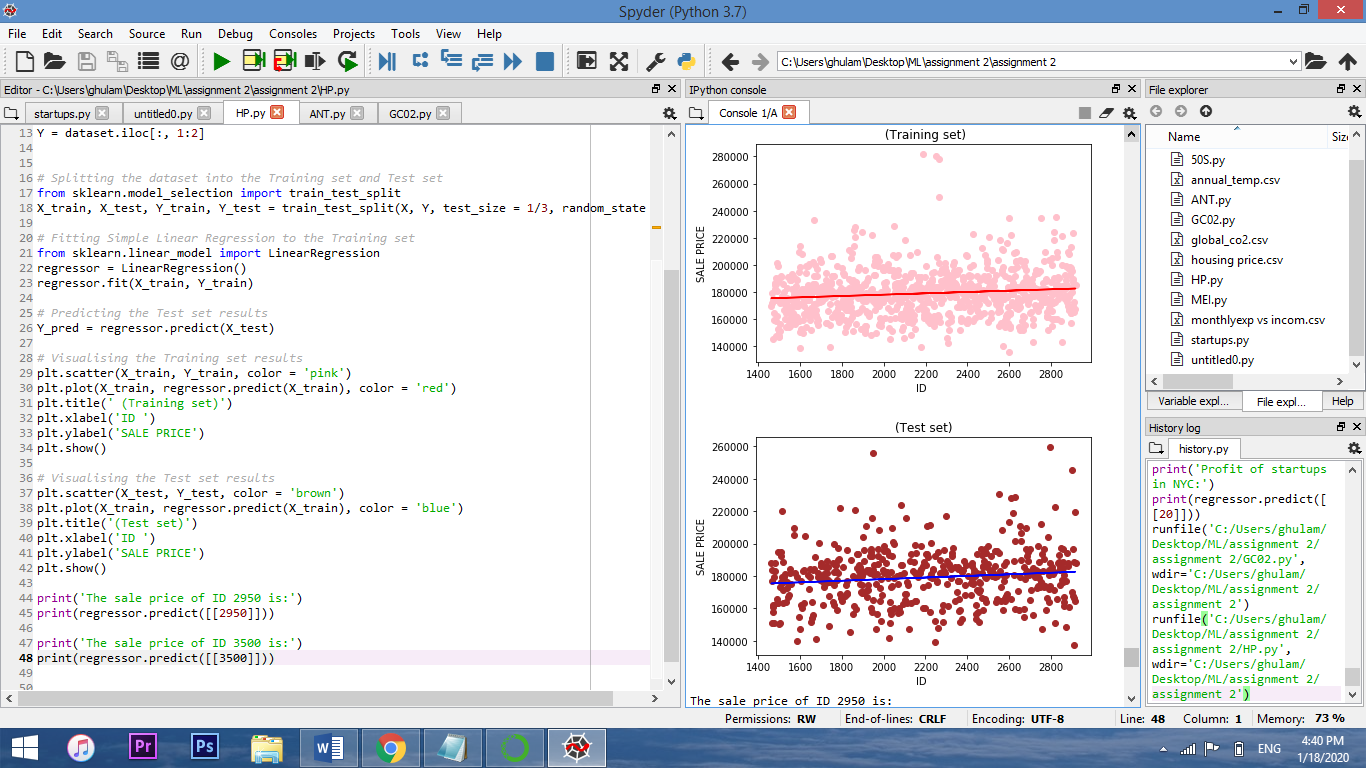 Spyder (Python 3.7)
File Edit Search Source Run Debug Consoles Projects Tools View Help
C:\Users\ghulam\Desktop\ML\assignment 2\assignment 2
Editor - C:\Users\ghulam\Desktop\ML\assignment 2\assignment 2\HP.py
startups.py untitled0.py HP.py ANT.py GC02.py
13 Y = dataset.iloc[:, 1:2]
14
15
16 # Splitting the dataset into the Training set and Test set
17 from sklearn.model_selection import train_test_split
18 X_train, X_test, Y_train, Y_test = train_test_split(X, Y, test_size = 1/3, random_state
19
20 # Fitting Simple Linear Regression to the Training set
21 from sklearn.linear_model import LinearRegression
22 regressor = LinearRegression()
23 regressor.fit(X_train, Y_train)
24
25 # Predicting the Test set results
26 Y_pred = regressor.predict(X_test)
27
28 # Visualising the Training set results
29 plt.scatter(X_train, Y_train, color = 'pink')
30 plt.plot(X_train, regressor.predict(X_train), color = 'red')
31 plt.title(' (Training set)')
32 plt.xlabel('ID ')
33 plt.ylabel('SALE PRICE')
34 plt.show()
35
36 # Visualising the Test set results
37 plt.scatter(X_test, Y_test, color = 'brown')
38 plt.plot(X_train, regressor.predict(X_train), color = 'blue')
39 plt.title('(Test set)')
40 plt.xlabel('ID ')
41 plt.ylabel('SALE PRICE')
42 plt.show()
43
44 print('The sale price of ID 2950 is:')
45 print(regressor.predict([[2950]]))
46
47 print('The sale price of ID 3500 is:')
48 print(regressor.predict([[3500]]))
49
50
IPython console
Console 1/A
(Training set)
280000
260000
240000
220000
200000
180000
160000
140000
SALE PRICE
1400 1600 1800 2000 2200 2400 2600 2800
ID
(Test set)
260000
240000
220000
200000
180000
160000
140000
SALE PRICE
1400 1600 1800 2000 2200 2400 2600 2800
ID
The sale price of ID 2950 is:
File explorer
Name
50S.py
annual_temp.csv
ANT.py
GC02.py
global_co2.csv
housing price.csv
HP.py
MEI.py
monthlyexp vs incom.csv
startups.py
untitled0.py
Variable expl... File expl... Help
History log
history.py
print('Profit of startups
in NYC:')
print(regressor.predict([
[20]]))
runfile('C:/Users/ghulam/
Desktop/ML/assignment 2/
assignment 2/GC02.py',
wdir='C:/Users/ghulam/
Desktop/ML/assignment 2/
assignment 2')
runfile('C:/Users/ghulam/
Desktop/ML/assignment 2/
assignment 2/HP.py',
wdir='C:/Users/ghulam/
Desktop/ML/assignment 2/
assignment 2')
Permissions: RW End-of-lines: CRLF Encoding: UTF-8 Line: 48 Column: 1 Memory: 73 %
Pr Ps W ENG
4:40 PM
1/18/2020